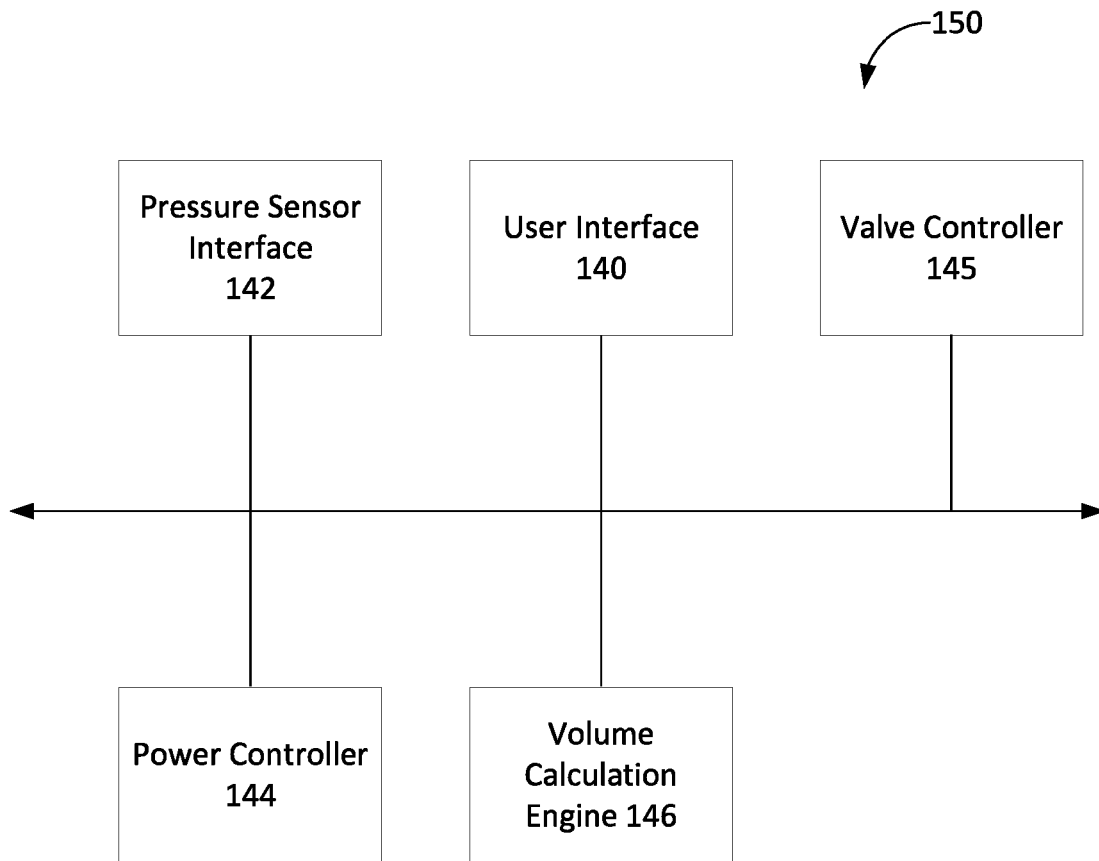 150
Pressure Sensor
Interface
142
User Interface
140
Valve Controller
145
Power Controller
144
Volume
Calculation
Engine 146